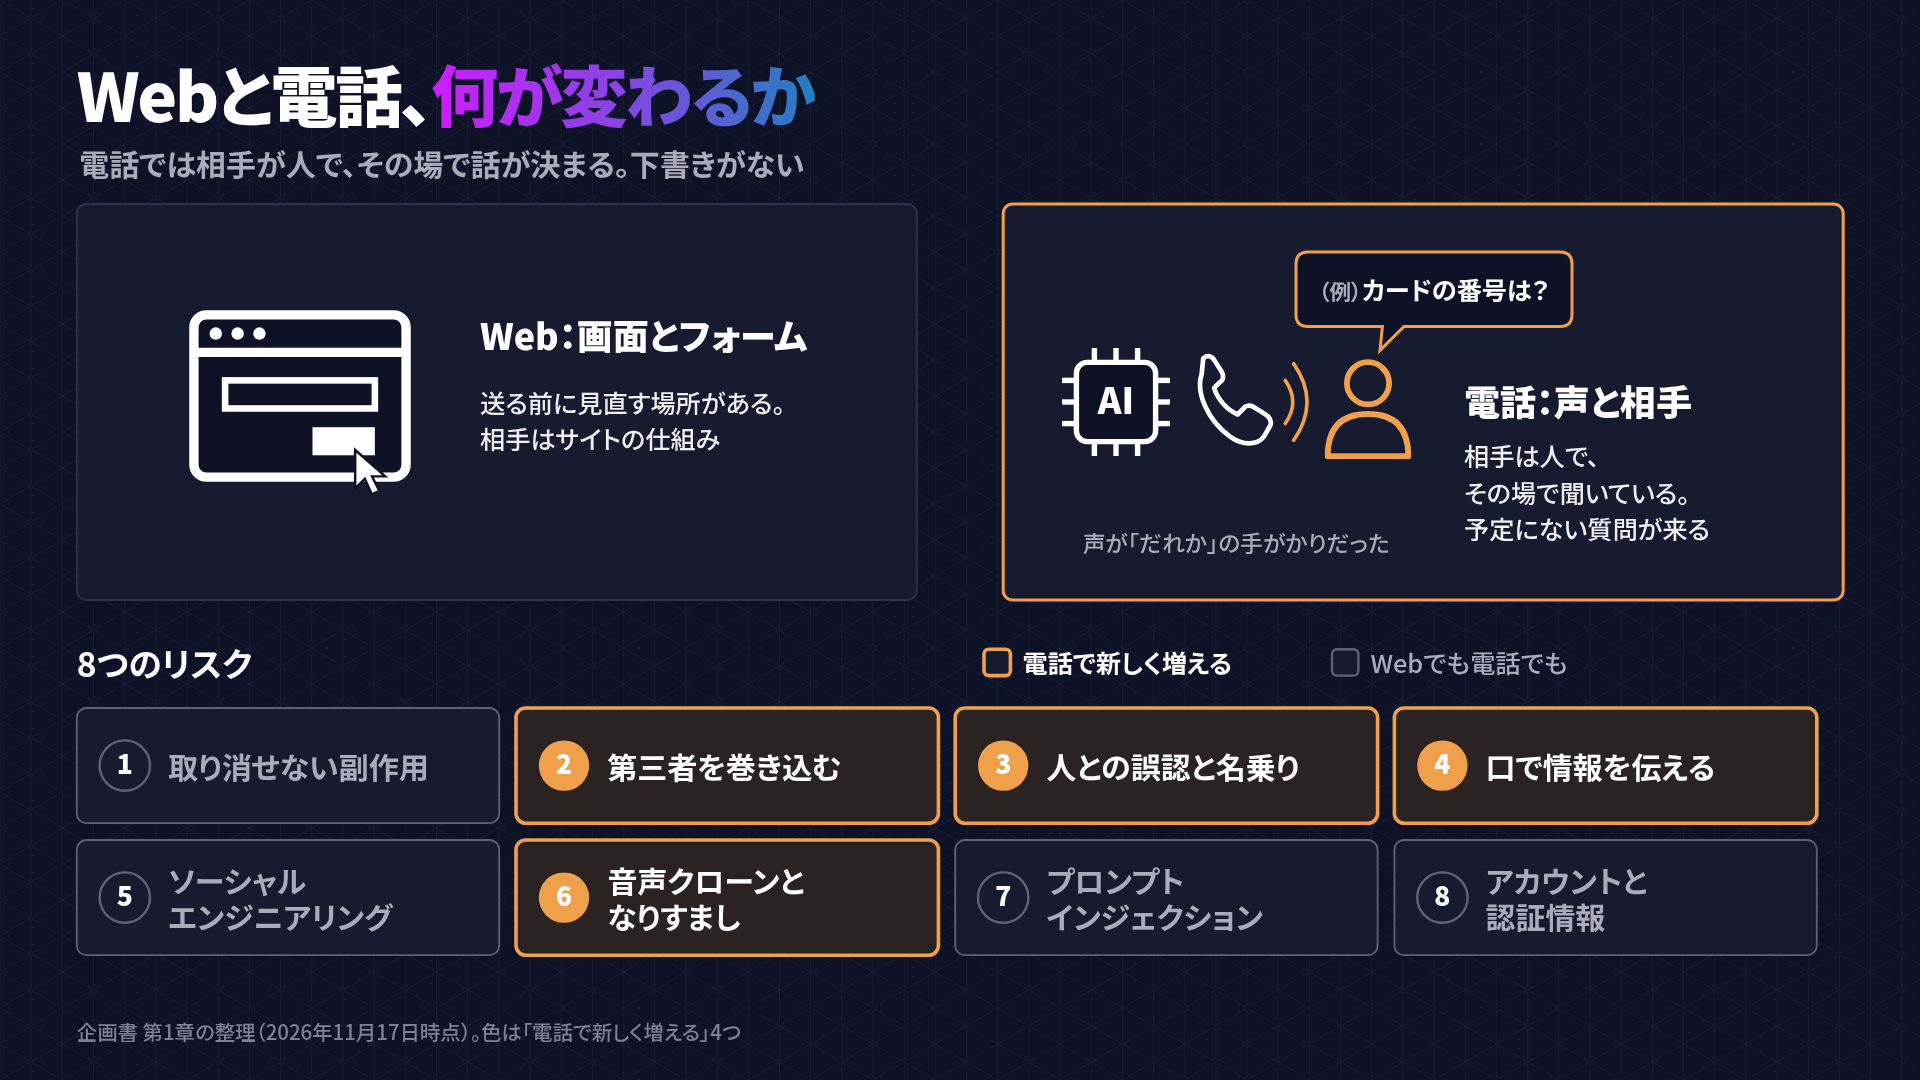 Webと電話、何が変わるか
電話では相手が人で、その場で話が決まる。下書きがない
Web：画面とフォーム
送る前に見直す場所がある。
相手はサイトの仕組み
（例）カードの番号は？
AI
電話：声と相手
相手は人で、
その場で聞いている。
予定にない質問が来る
声が「だれか」の手がかりだった
8つのリスク
電話で新しく増える
Webでも電話でも
1 取り消せない副作用
2 第三者を巻き込む
3 人との誤認と名乗り
4 口で情報を伝える
5 ソーシャル
エンジニアリング
6 音声クローンと
なりすまし
7 プロンプト
インジェクション
8 アカウントと
認証情報
企画書 第1章の整理（2026年11月17日時点）。色は「電話で新しく増える」4つ